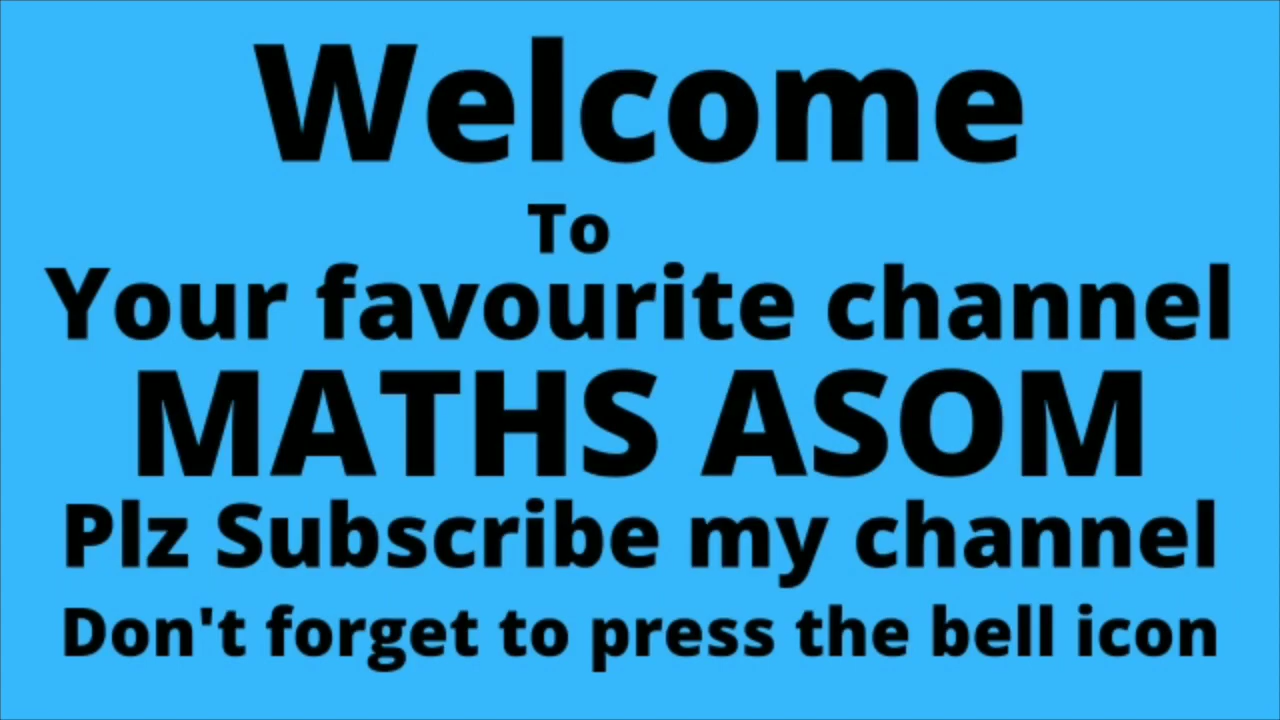 Welcome
To
Your favourite channel
MATHS ASOM
Plz Subscribe my channel
Don't forget to press the bell icon